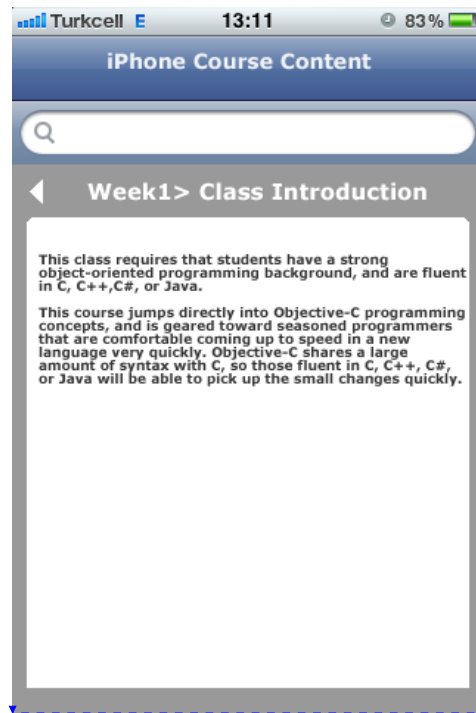 Turkcell E 13:11 83%
iPhone Course Content
Week1> Class Introduction
This class requires that students have a strong
object-oriented programming background, and are fluent
in C, C++,C#, or Java.
This course jumps directly into Objective-C programming
concepts, and is geared toward seasoned programmers
that are comfortable coming up to speed in a new
language very quickly. Objective-C shares a large
amount of syntax with C, so those fluent in C, C++, C#,
or Java will be able to pick up the small changes quickly.